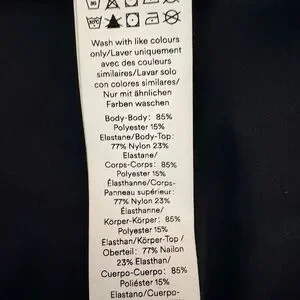 Wash with like colours
only/Laver uniquement
avec des couleurs
similaires/Lavar solo
con colores similares/
Nur mit ähnlichen
Farben waschen
Body-Body: 85%
Polyester 15%
Elastane/Body-Top:
77% Nylon 23%
Elastane/
Corps-Corps: 85%
Polyester 15%
Élasthanne/Corps-
Panneau supérieur:
77% Nylon 23%
Élasthanne/
Körper-Körper: 85%
Polyester 15%
Elasthan/Körper-Top /
Oberteil: 77% Nailon
23% Elasthan/
Cuerpo-Cuerpo: 85%
Poliéster 15%
Elastano/Cuerpo-